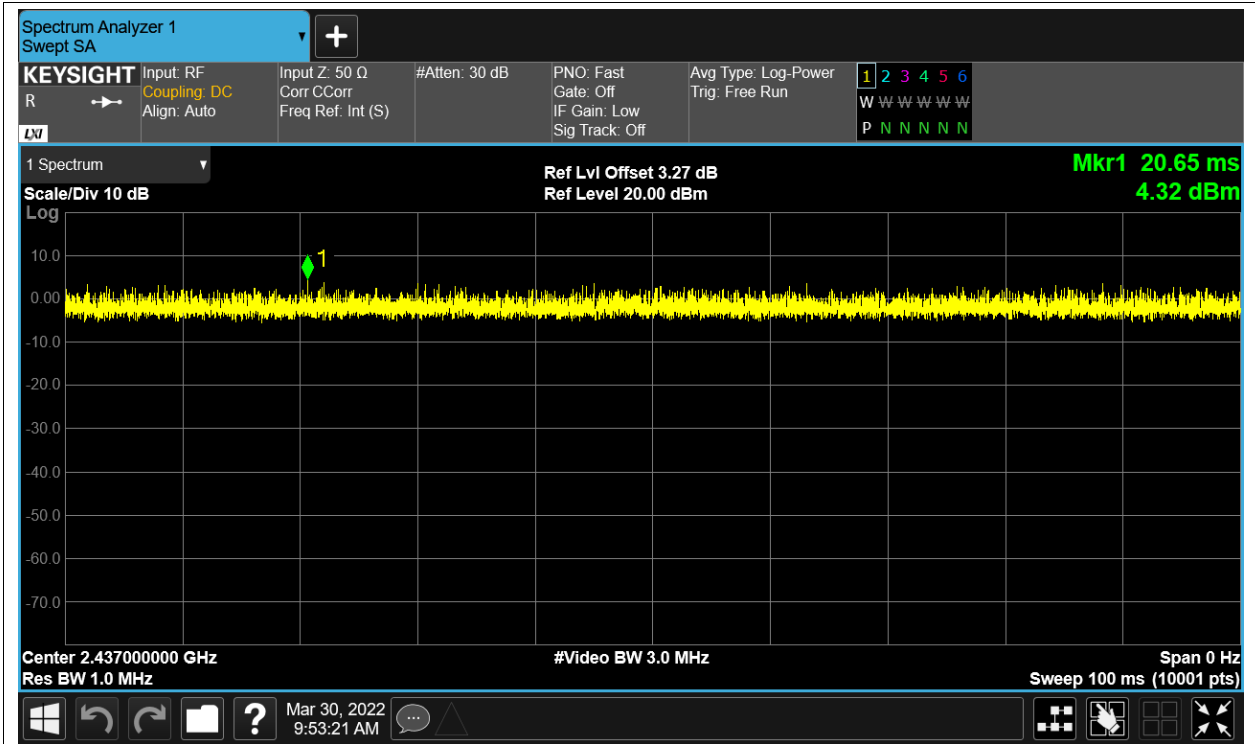 Spectrum Analyzer 1
Swept SA
KEYSIGHT
R
LXI
Input: RF
Coupling: DC
Align: Auto
Input Z: 50 Ω
Corr CCorr
Freq Ref: Int (S)
#Atten: 30 dB
PNO: Fast
Gate: Off
IF Gain: Low
Sig Track: Off
Avg Type: Log-Power
Trig: Free Run
1 2 3 4 5 6
W W W W W W
P N N N N N
1 Spectrum
Scale/Div 10 dB
Log
Ref Lvl Offset 3.27 dB
Ref Level 20.00 dBm
Mkr1 20.65 ms
4.32 dBm
1
10.0
0.00
-10.0
-20.0
-30.0
-40.0
-50.0
-60.0
-70.0
Center 2.437000000 GHz
Res BW 1.0 MHz
#Video BW 3.0 MHz
Span 0 Hz
Sweep 100 ms (10001 pts)
?
Mar 30, 2022
9:53:21 AM